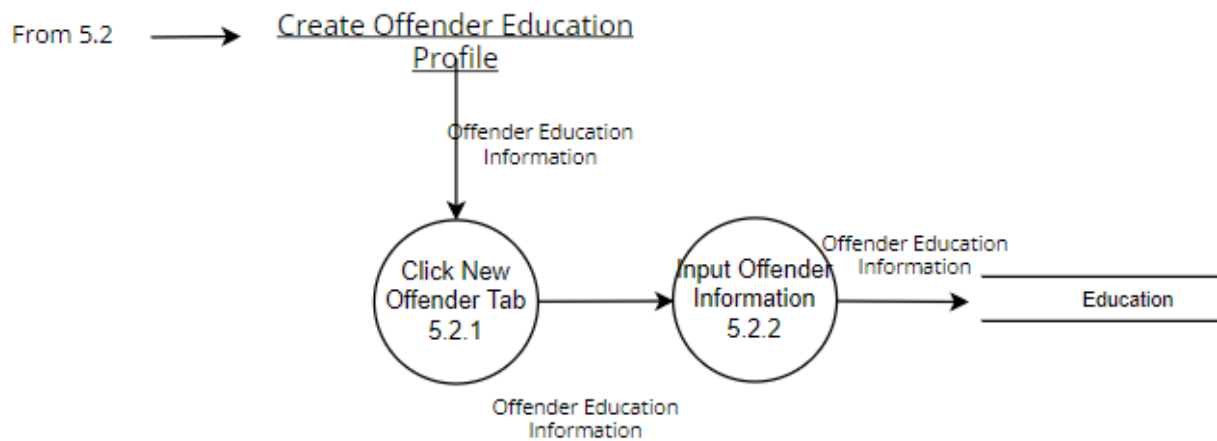 From 5.2
Create Offender Education
Profile
Offender Education
Information
Click New
Offender Tab
5.2.1
Input Offender
Information
5.2.2
Offender Education
Information
Education
Offender Education
Information